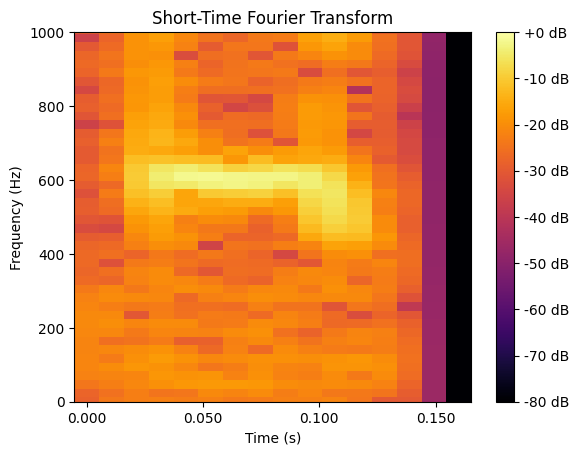 Short-Time Fourier Transform
1000
800
600
400
200
0
Frequency (Hz)
0.000
0.050
0.100
0.150
Time (s)
+0 dB
-10 dB
-20 dB
-30 dB
-40 dB
-50 dB
-60 dB
-70 dB
-80 dB